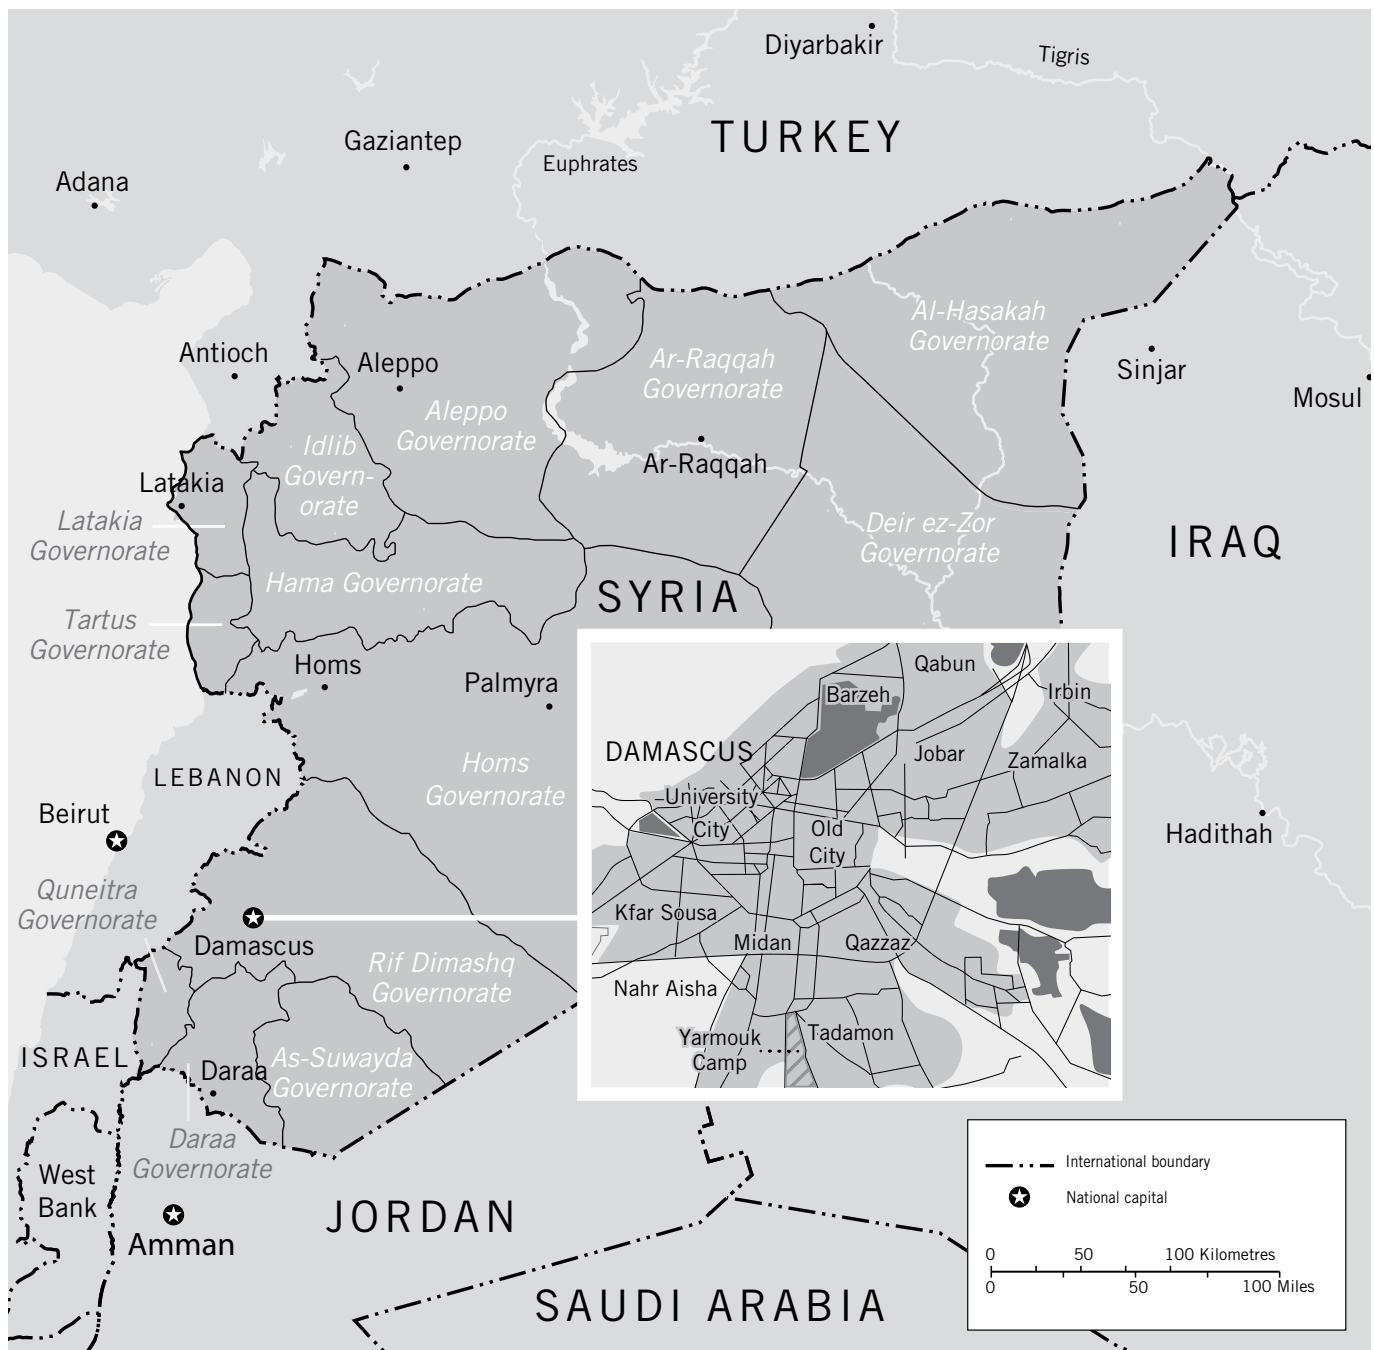 Diyarbakir
Tigris
TURKEY
Gaziantep
Euphrates
Adana
Al-Hasakah
Governorate
Antioch
Aleppo
Ar-Raqqah
Governorate
Sinjar
Mosul
Aleppo
Governorate
Idlib
Govern-
orate
Ar-Raqqah
Latakia
Latakia
Governorate
Deir ez-Zor
Governorate
IRAQ
Hama Governorate
SYRIA
Tartus
Governorate
Homs
Palmyra
Homs
Governorate
LEBANON
Beirut
Hadithah
Quneitra
Governorate
Damascus
Rif Dimashq
Governorate
ISRAEL
Daraa
As-Suwayda
Governorate
Daraa
Governorate
West
Bank
Amman
JORDAN
SAUDI ARABIA
DAMASCUS
Qabun
Barzeh
Irbin
Jobar
Zamalka
University
City
Old
City
Kfar Sousa
Midan
Qazzaz
Nahr Aisha
Yarmouk
Camp
Tadamon
International boundary
National capital
0 50 100 Kilometres
0 50 100 Miles